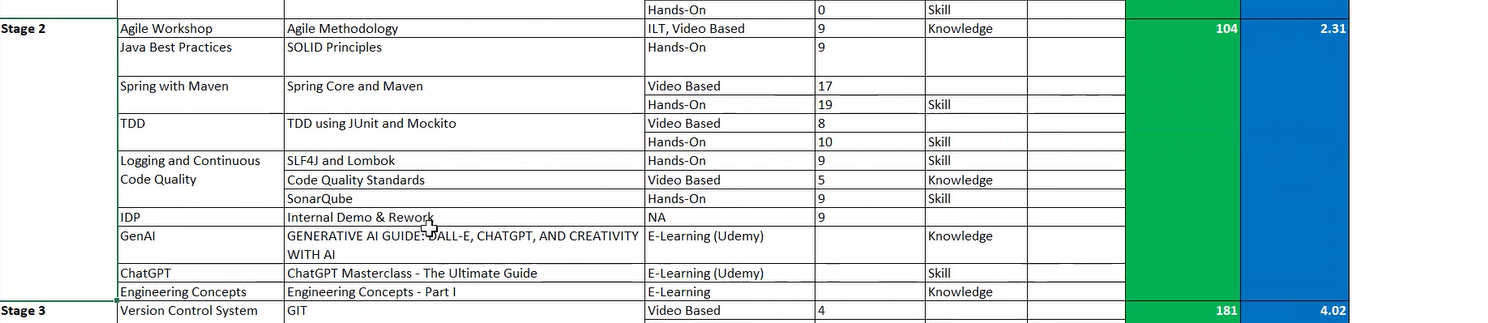 Hands-On 0 Skill
Stage 2 Agile Workshop Agile Methodology ILT, Video Based 9 Knowledge 104 2.31
Java Best Practices SOLID Principles Hands-On 9
Spring with Maven Spring Core and Maven Video Based 17
Hands-On 19 Skill
TDD TDD using JUnit and Mockito Video Based 8
Hands-On 10 Skill
Logging and Continuous SLF4J and Lombok Hands-On 9 Skill
Code Quality Code Quality Standards Video Based 5 Knowledge
SonarQube Hands-On 9 Skill
IDP Internal Demo & Rework NA 9
GenAI GENERATIVE AI GUIDE: DALL-E, CHATGPT, AND CREATIVITY E-Learning (Udemy) Knowledge
WITH AI
ChatGPT ChatGPT Masterclass - The Ultimate Guide E-Learning (Udemy) Skill
Engineering Concepts Engineering Concepts - Part I E-Learning Knowledge
Stage 3 Version Control System GIT Video Based 4 181 4.02